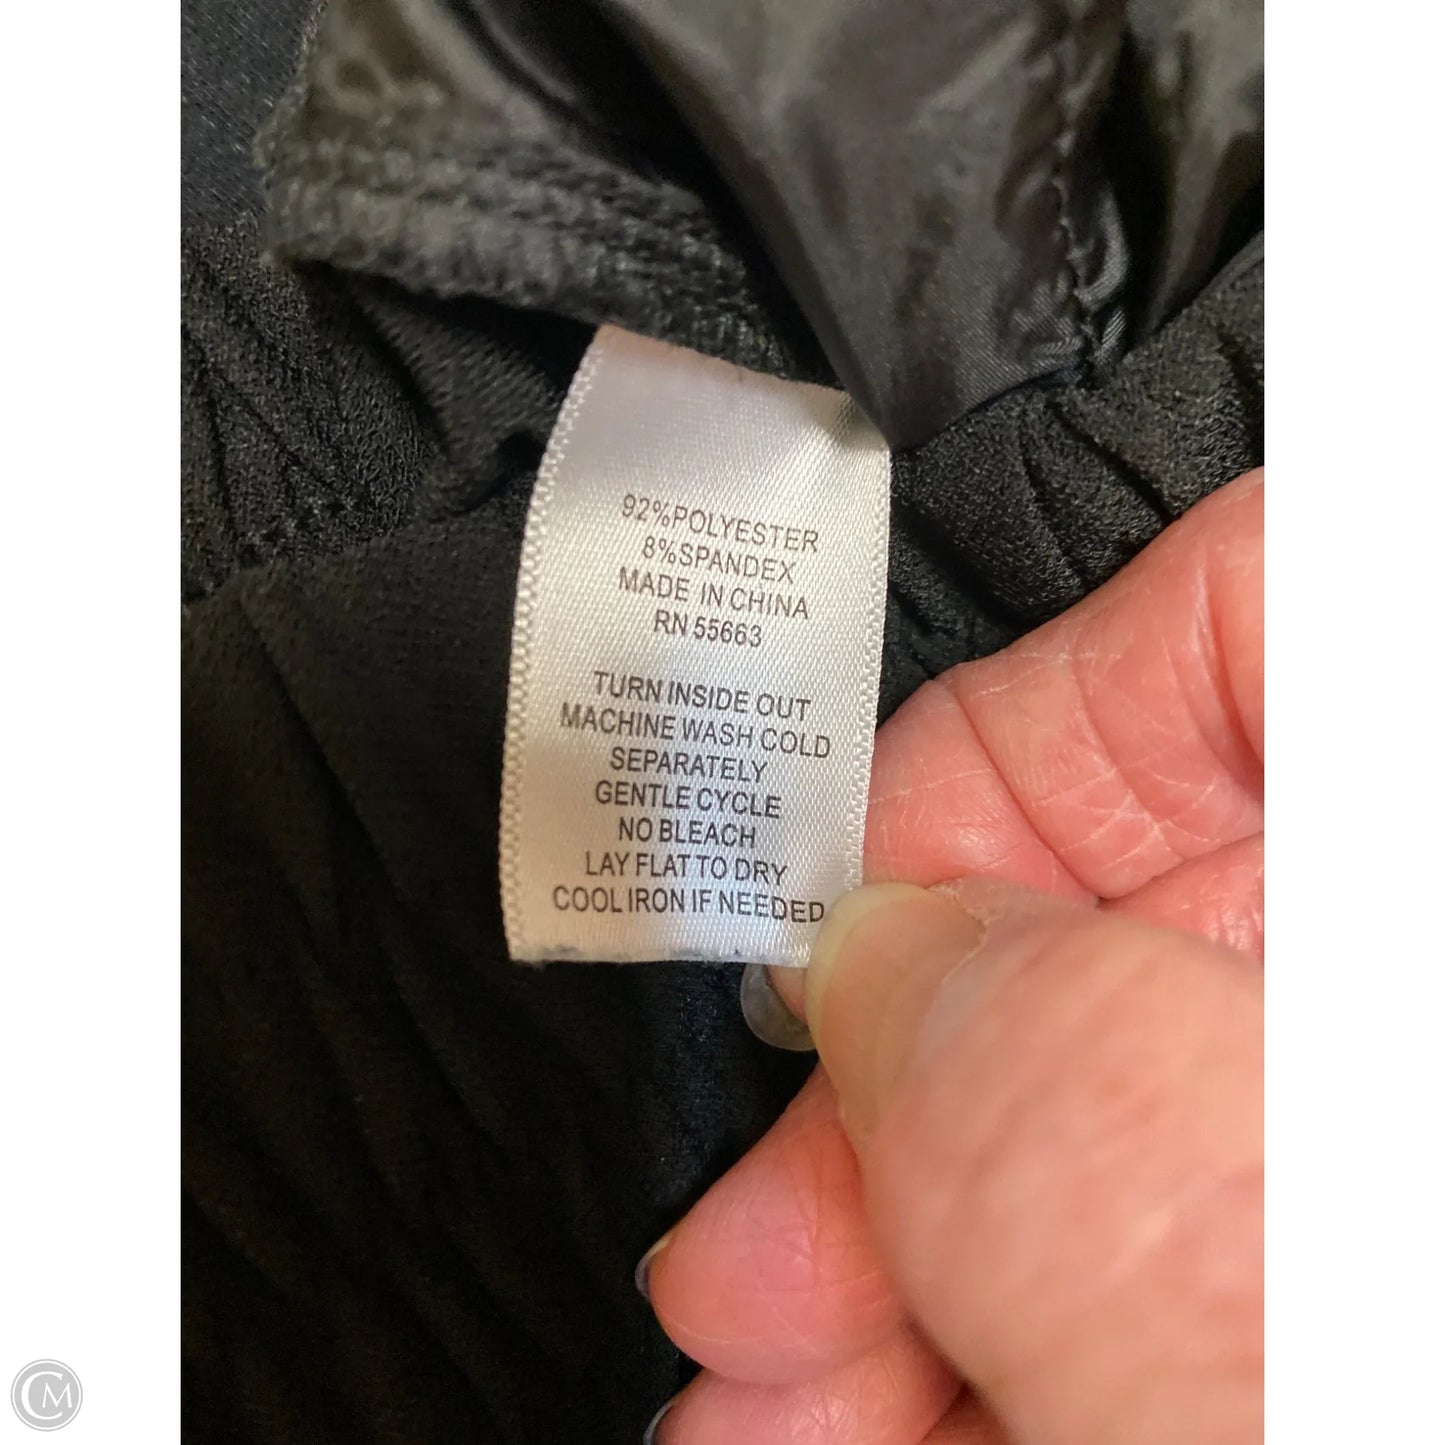 92%POLYESTER
8%SPANDEX
MADE IN CHINA
RN 55663
TURN INSIDE OUT
MACHINE WASH COLD
SEPARATELY
GENTLE CYCLE
NO BLEACH
LAY FLAT TO DRY
COOL IRON IF NEEDED
CM